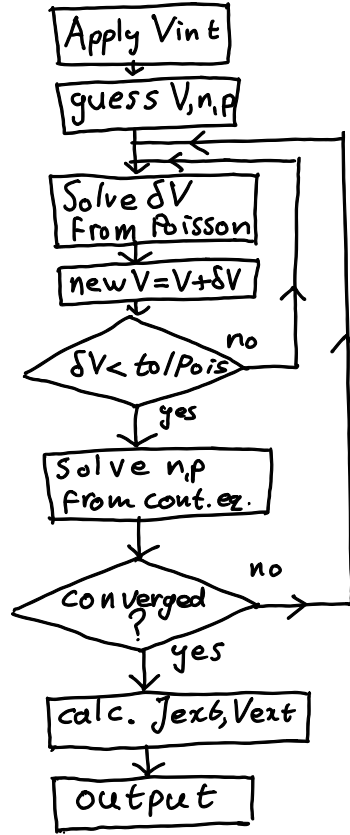 Apply Vint
guess V,n,p
Solve δV
from Poisson
new V=V+δV
no
δV<tolPois
yes
Solve n,p
from cont.eq.
no
converged
?
yes
calc. Jext,Vext
output